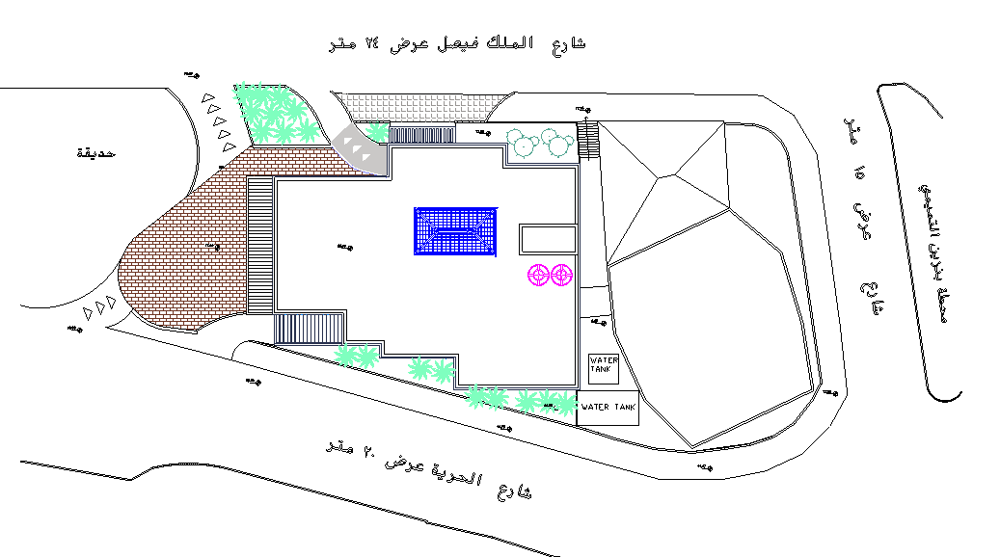 شارع الملك فيصل عرض ٢٤ متر
حديقة
شارع عرض ١٥ متر
محطة بنزين التميمي
WATER
TANK
WATER TANK
شارع الحرية عرض ٢٠ متر